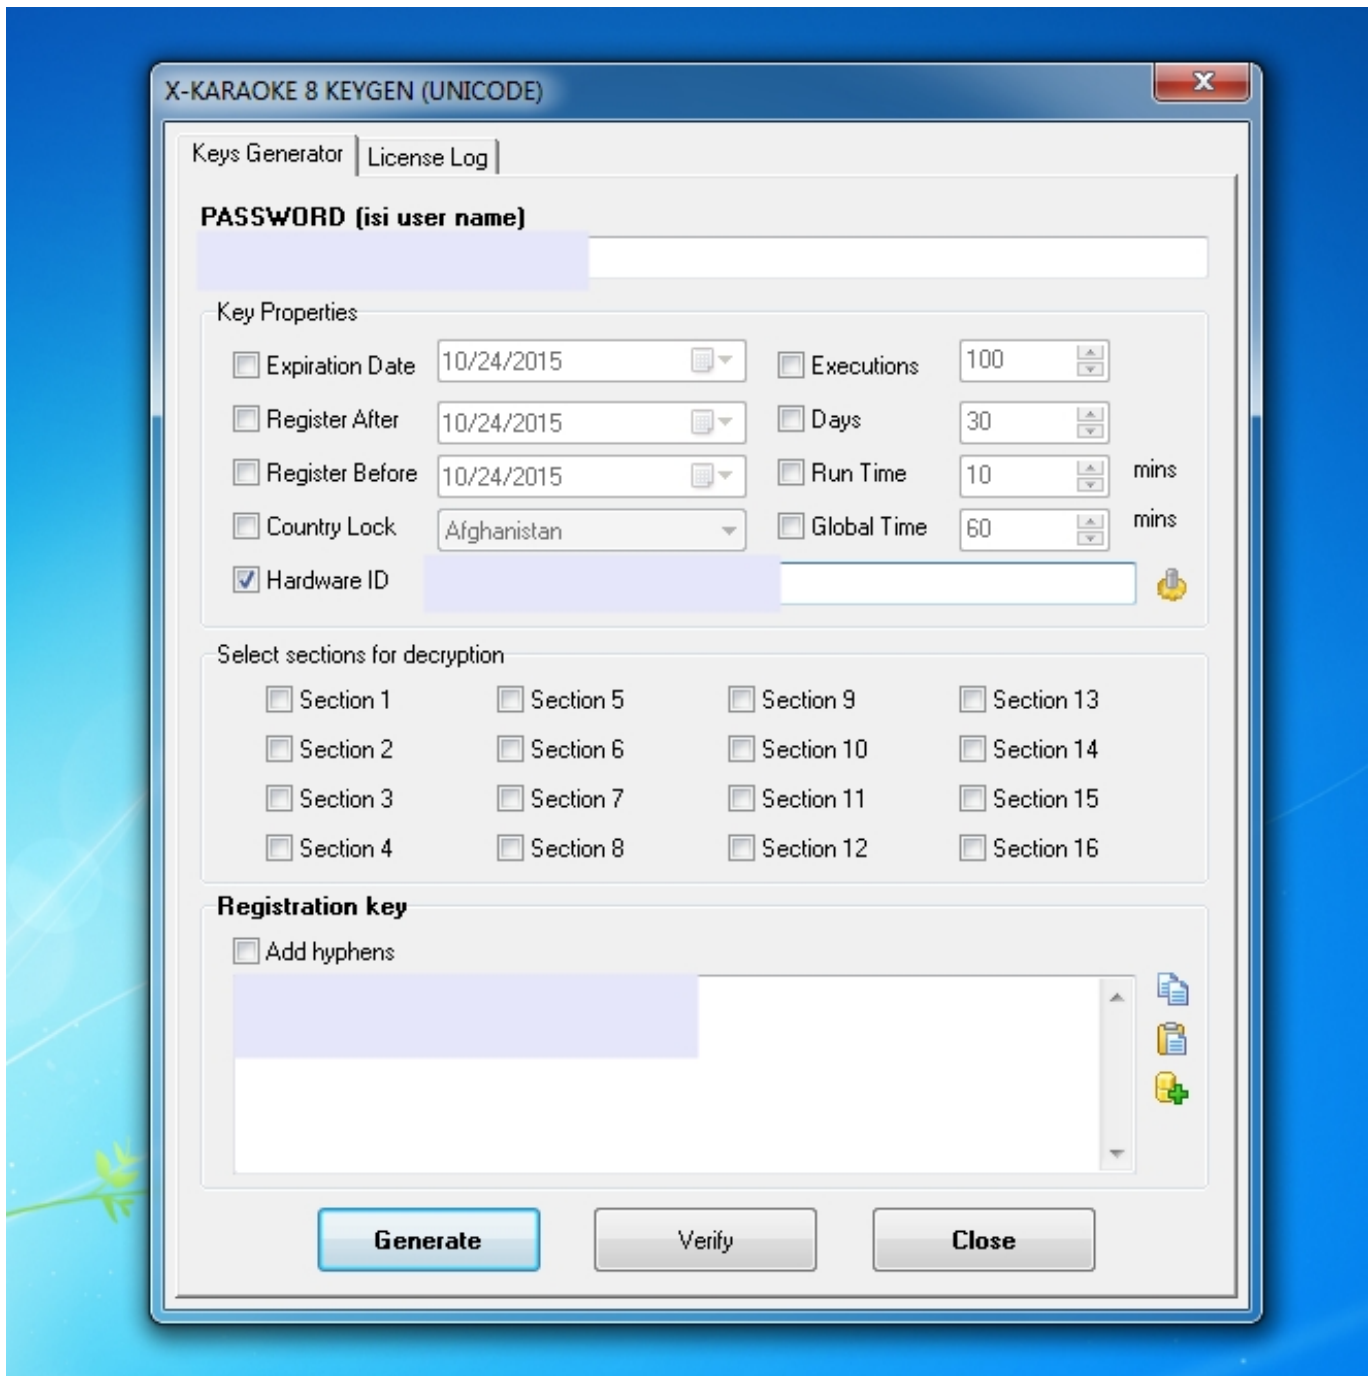 X-KARAOKE 8 KEYGEN (UNICODE)
Keys Generator License Log
PASSWORD (isi user name)
Key Properties
Expiration Date 10/24/2015 Executions 100
Register After 10/24/2015 Days 30
Register Before 10/24/2015 Run Time 10 mins
Country Lock Afghanistan Global Time 60 mins
Hardware ID
Select sections for decryption
Section 1 Section 5 Section 9 Section 13
Section 2 Section 6 Section 10 Section 14
Section 3 Section 7 Section 11 Section 15
Section 4 Section 8 Section 12 Section 16
Registration key
Add hyphens
Generate Verify Close